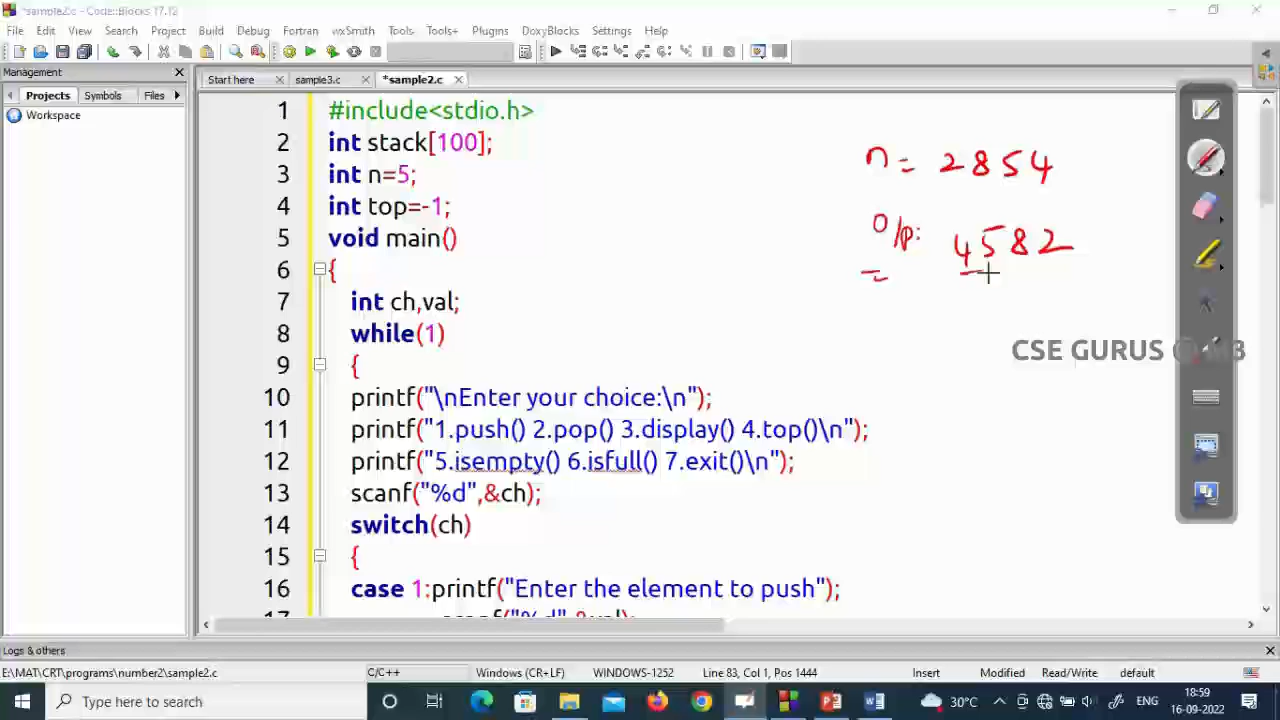 *sample2.c - Code::Blocks 17.12
File Edit View Search Project Build Debug Fortran wxSmith Tools Tools+ Plugins DoxyBlocks Settings Help
Management
Start here sample3.c *sample2.c
Projects Symbols Files
Workspace
1 #include<stdio.h>
2 int stack[100];
3 int n=5;
4 int top=-1;
5 void main()
6 {
7 int ch,val;
8 while(1)
9 {
10 printf("\nEnter your choice:\n");
11 printf("1.push() 2.pop() 3.display() 4.top()\n");
12 printf("5.isempty() 6.isfull() 7.exit()\n");
13 scanf("%d",&ch);
14 switch(ch)
15 {
16 case 1:printf("Enter the element to push");
17 scanf("%d",&val);
n = 2854
O/p: 4582
CSE GURUS @ MB
Logs & others
E:\MAT\CRT\programs\number2\sample2.c C/C++ Windows (CR+LF) WINDOWS-1252 Line 83, Col 1, Pos 1444 Insert Modified Read/Write default
Type here to search 30°C ENG 18:59
16-09-2022